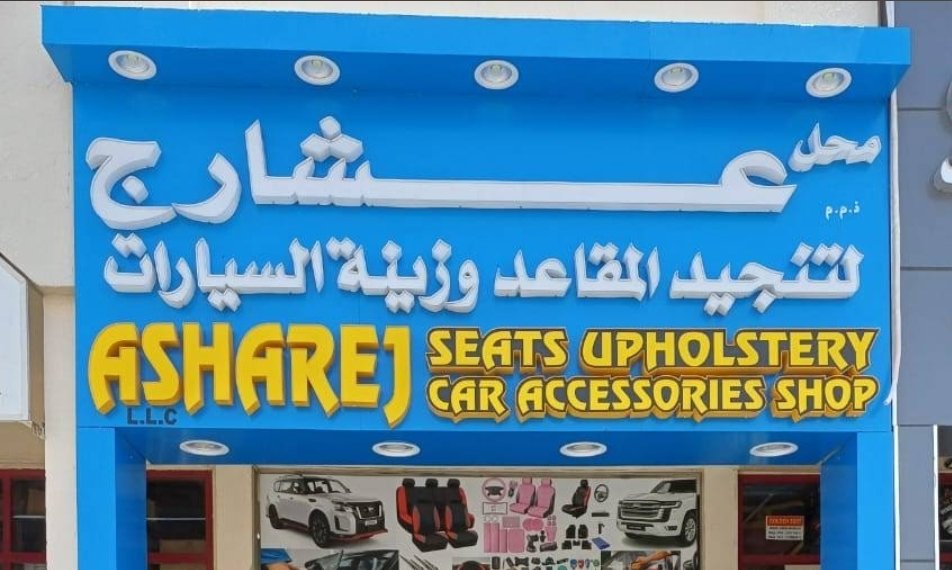 محل عشارج
ذ.م.م
لتنجيد المقاعد وزينة السيارات
ASHAREJ SEATS UPHOLSTERY
L.L.C CAR ACCESSORIES SHOP